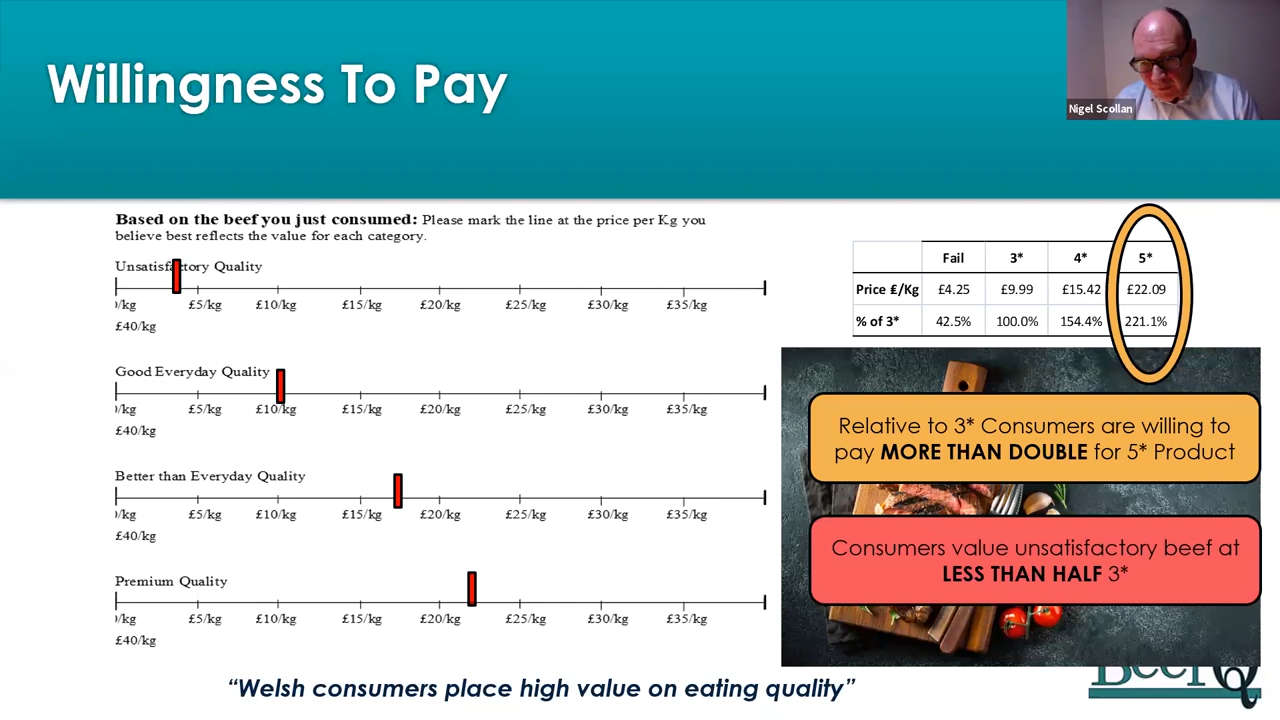 Willingness To Pay
Nigel Scollan
Based on the beef you just consumed: Please mark the line at the price per Kg you
believe best reflects the value for each category.
Unsatisfactory Quality
)/kg £5/kg £10/kg £15/kg £20/kg £25/kg £30/kg £35/kg
£40/kg
Good Everyday Quality
)/kg £5/kg £10/kg £15/kg £20/kg £25/kg £30/kg £35/kg
£40/kg
Better than Everyday Quality
)/kg £5/kg £10/kg £15/kg £20/kg £25/kg £30/kg £35/kg
£40/kg
Premium Quality
)/kg £5/kg £10/kg £15/kg £20/kg £25/kg £30/kg £35/kg
£40/kg
Fail 3* 4* 5*
Price £/Kg £4.25 £9.99 £15.42 £22.09
% of 3* 42.5% 100.0% 154.4% 221.1%
Relative to 3* Consumers are willing to
pay MORE THAN DOUBLE for 5* Product
Consumers value unsatisfactory beef at
LESS THAN HALF 3*
“Welsh consumers place high value on eating quality”
BeefQ